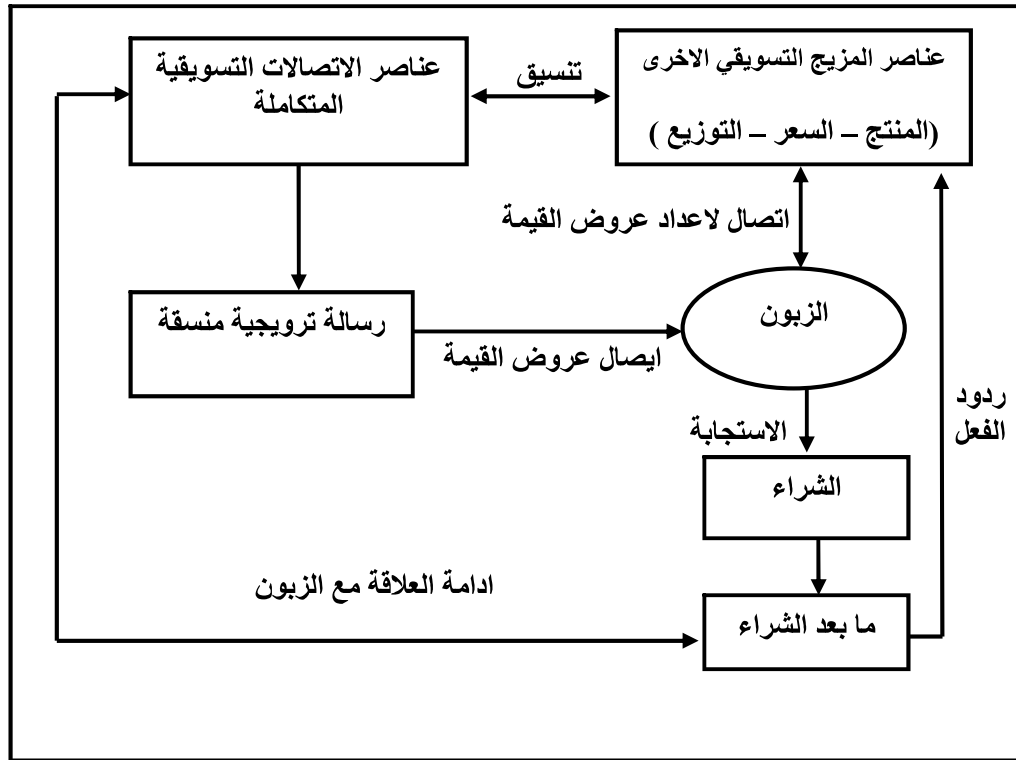 عناصر المزيج التسويقي الاخرى
(المنتج – السعر – التوزيع )
تنسيق
عناصر الاتصالات التسويقية
المتكاملة
اتصال لاعداد عروض القيمة
الزبون
رسالة ترويجية منسقة
ايصال عروض القيمة
ردود
الفعل
الاستجابة
الشراء
ادامة العلاقة مع الزبون
ما بعد الشراء